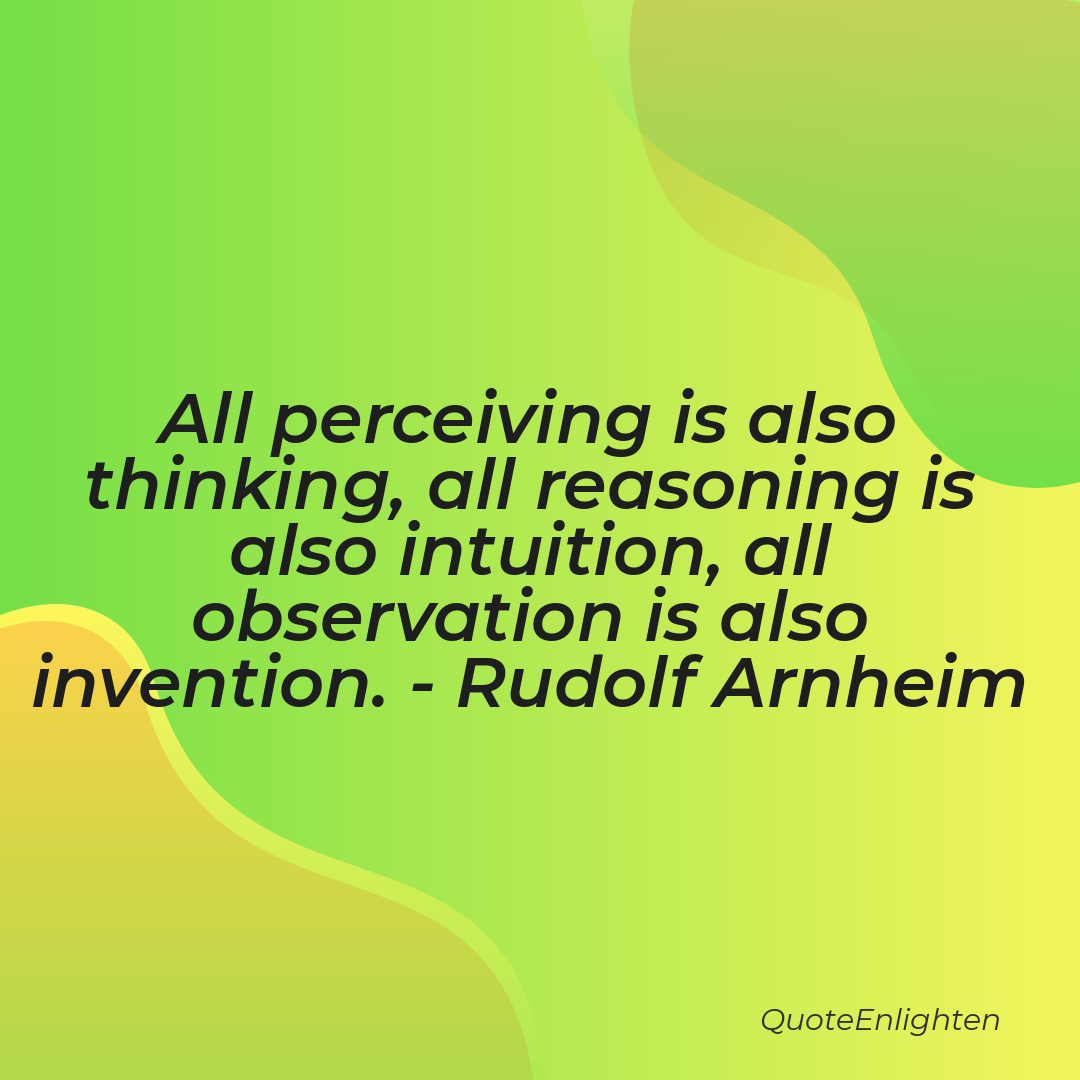 All perceiving is also
thinking, all reasoning is
also intuition, all
observation is also
invention. - Rudolf Arnheim
QuoteEnlighten